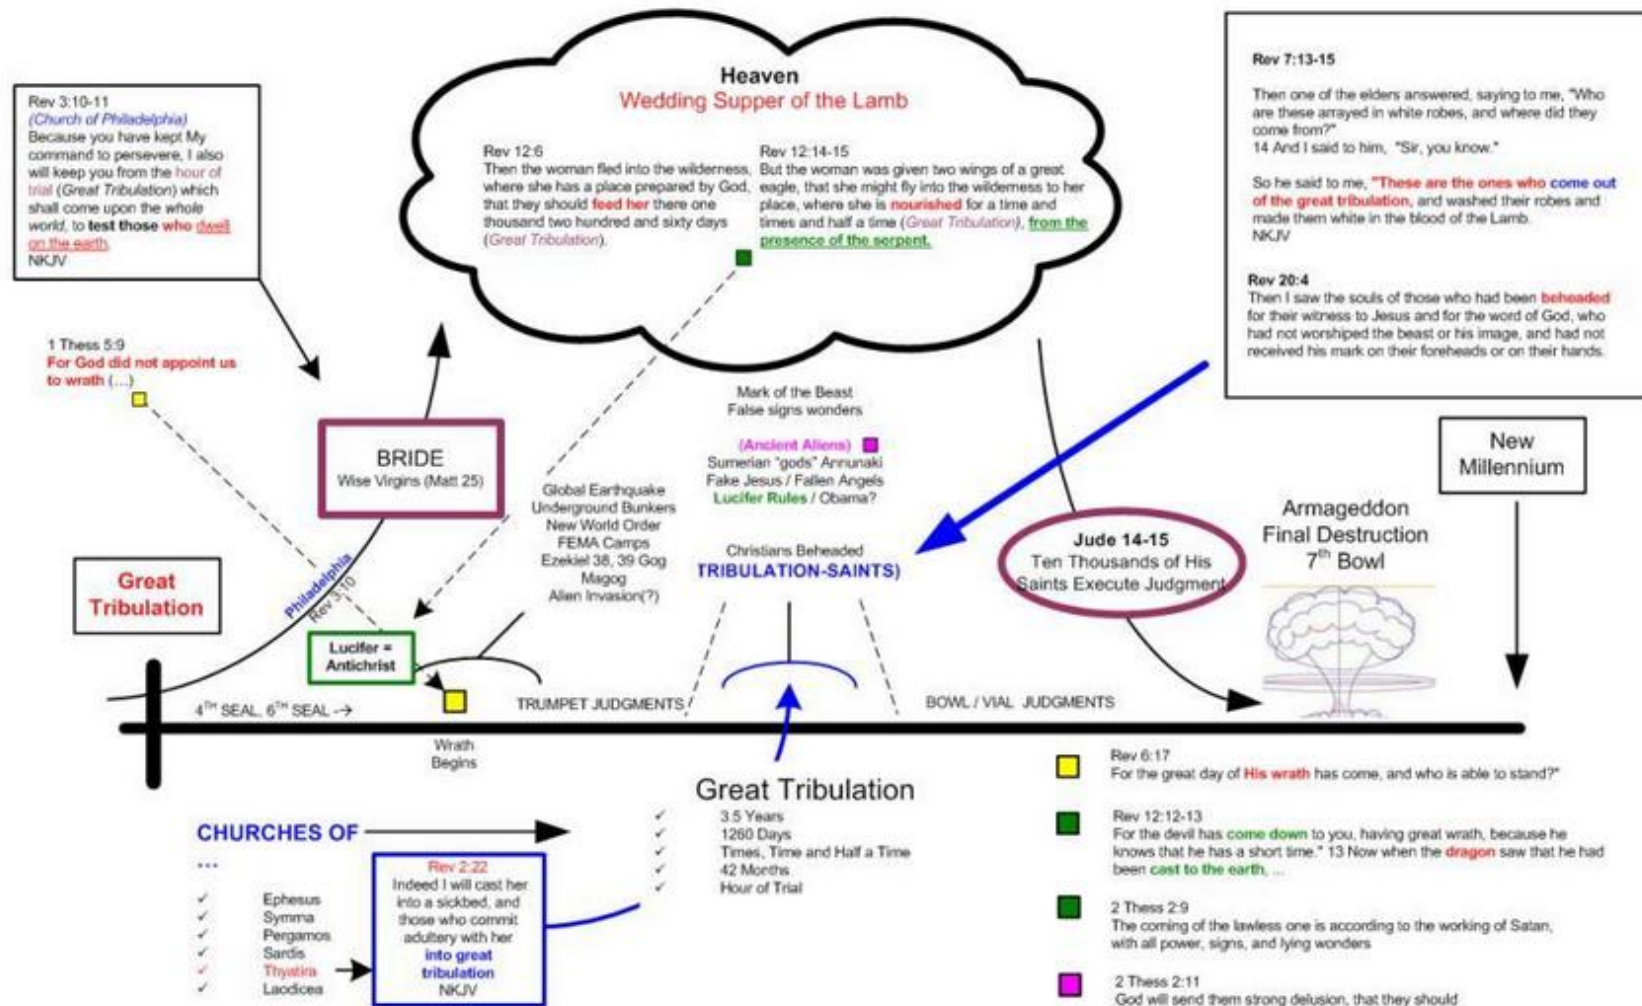 Heaven
Wedding Supper of the Lamb
Rev 12:6
Then the woman fled into the wilderness,
where she has a place prepared by God,
that they should feed her there one
thousand two hundred and sixty days
(Great Tribulation).
Rev 12:14-15
But the woman was given two wings of a great
eagle, that she might fly into the wilderness to her
place, where she is nourished for a time and
times and half a time (Great Tribulation), from the
presence of the serpent.
Rev 3:10-11
(Church of Philadelphia)
Because you have kept My
command to persevere, I also
will keep you from the hour of
trial (Great Tribulation) which
shall come upon the whole
world, to test those who dwell
on the earth.
NKJV
Rev 7:13-15
Then one of the elders answered, saying to me, "Who
are these arrayed in white robes, and where did they
come from?"
14 And I said to him, "Sir, you know."
So he said to me, "These are the ones who come out
of the great tribulation, and washed their robes and
made them white in the blood of the Lamb.
NKJV
Rev 20:4
Then I saw the souls of those who had been beheaded
for their witness to Jesus and for the word of God, who
had not worshiped the beast or his image, and had not
received his mark on their foreheads or on their hands.
1 Thess 5:9
For God did not appoint us
to wrath (...)
BRIDE
Wise Virgins (Matt 25)
Great
Tribulation
Philadelphia
Rev 3:10
Lucifer =
Antichrist
Global Earthquake
Underground Bunkers
New World Order
FEMA Camps
Ezekiel 38, 39 Gog
Magog
Alien Invasion(?)
Mark of the Beast
False signs wonders
(Ancient Aliens)
Sumerian "gods" Annunaki
Fake Jesus / Fallen Angels
Lucifer Rules / Obama?
Christians Beheaded
TRIBULATION-SAINTS)
Jude 14-15
Ten Thousands of His
Saints Execute Judgment
New
Millennium
Armageddon
Final Destruction
7th Bowl
4TH SEAL, 6TH SEAL -→
TRUMPET JUDGMENTS
BOWL / VIAL JUDGMENTS
Wrath
Begins
CHURCHES OF
...
✓ Ephesus
✓ Symma
✓ Pergamos
✓ Sardis
✓ Thyatira
✓ Laodicea
Rev 2:22
Indeed I will cast her
into a sickbed, and
those who commit
adultery with her
into great
tribulation
NKJV
Great Tribulation
✓ 3.5 Years
✓ 1260 Days
✓ Times, Time and Half a Time
✓ 42 Months
✓ Hour of Trial
Rev 6:17
For the great day of His wrath has come, and who is able to stand?"
Rev 12:12-13
For the devil has come down to you, having great wrath, because he
knows that he has a short time." 13 Now when the dragon saw that he had
been cast to the earth, ...
2 Thess 2:9
The coming of the lawless one is according to the working of Satan,
with all power, signs, and lying wonders
2 Thess 2:11
God will send them strong delusion, that they should